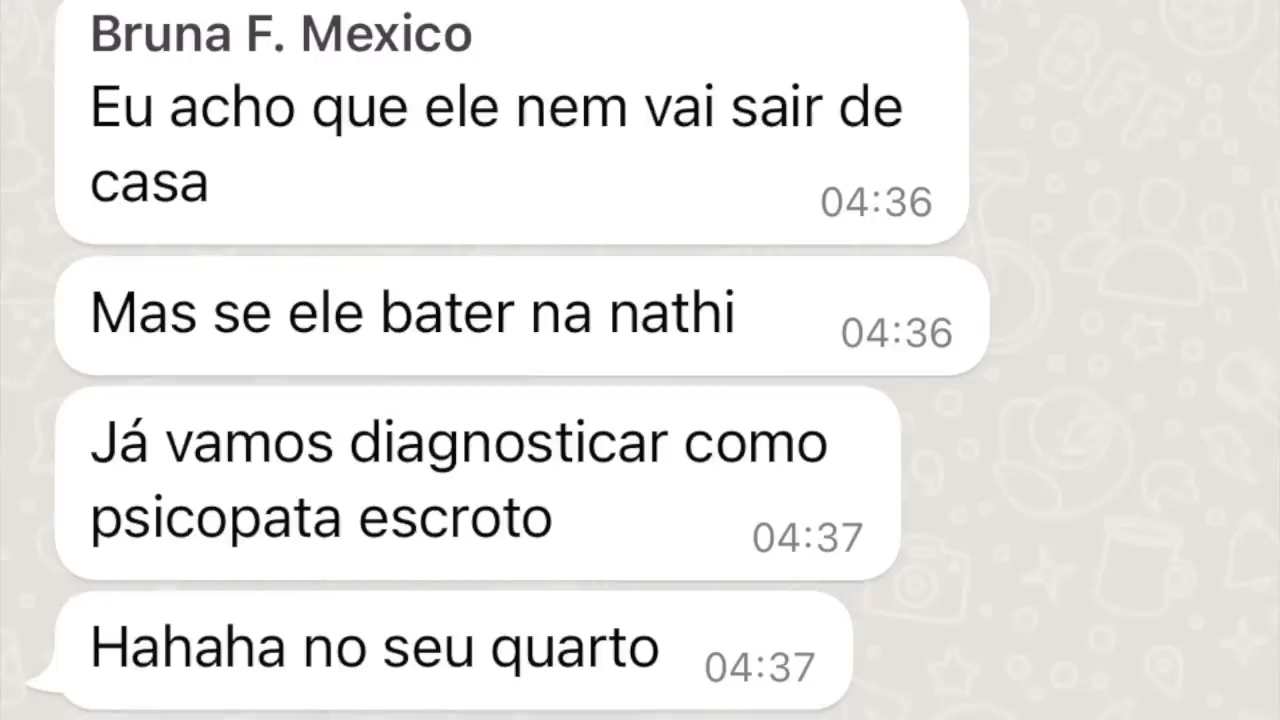 Bruna F. Mexico
Eu acho que ele nem vai sair de
casa
04:36
Mas se ele bater na nathi
04:36
Já vamos diagnosticar como
psicopata escroto
04:37
Hahaha no seu quarto
04:37